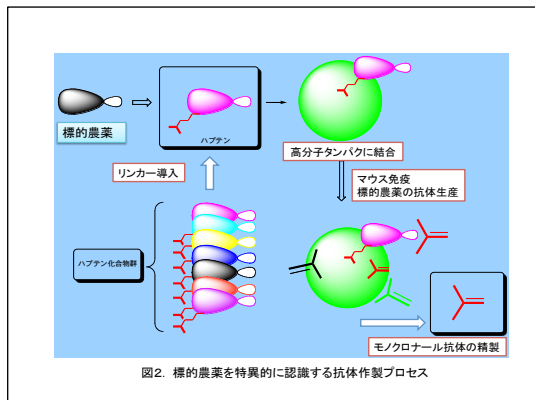 標的農薬
ハプテン
高分子タンパクに結合
リンカー導入
マウス免疫
標的農薬の抗体生産
ハプテン化合物群
モノクロナール抗体の精製
図2. 標的農薬を特異的に認識する抗体作製プロセス